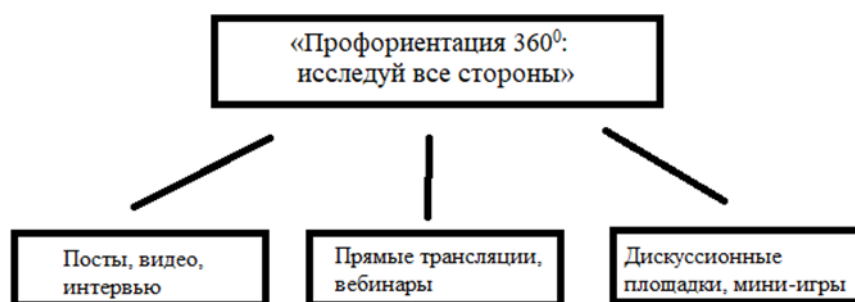 «Профориентация 360⁰:
исследуй все стороны»
Посты, видео,
интервью
Прямые трансляции,
вебинары
Дискуссионные
площадки, мини-игры